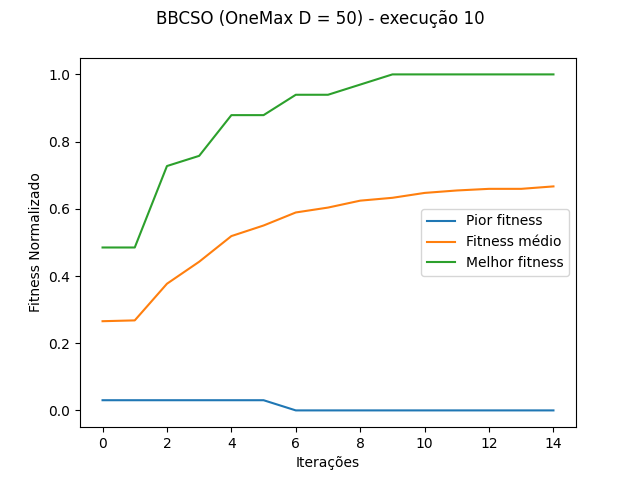 BBCSO (OneMax D = 50) - execução 10
1.0
0.8
0.6
0.4
0.2
0.0
Fitness Normalizado
Pior fitness
Fitness médio
Melhor fitness
0 2 4 6 8 10 12 14
Iterações